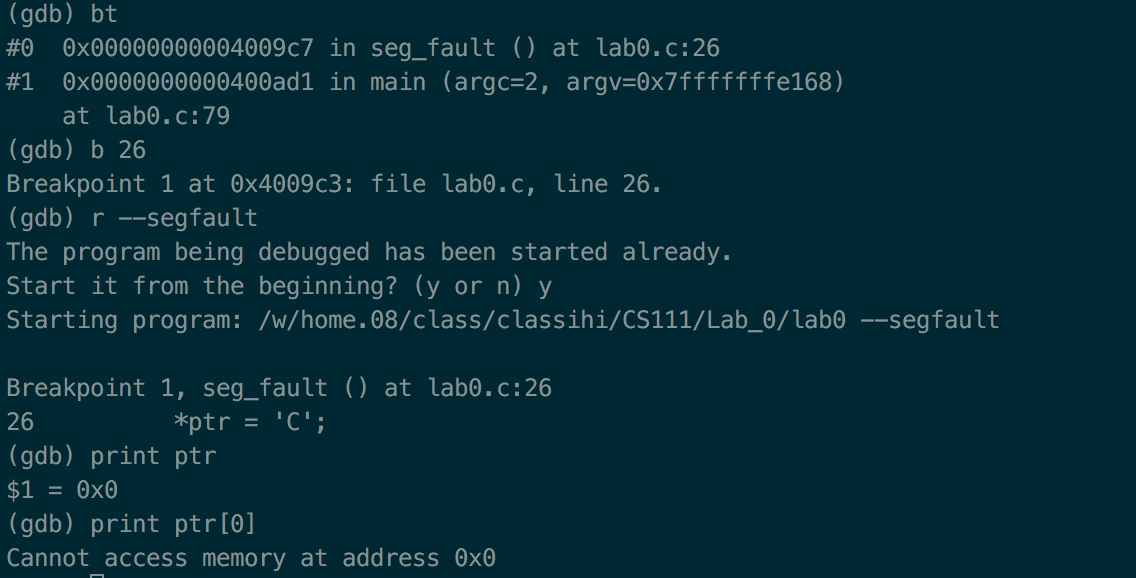 (gdb) bt
#0  0x00000000004009c7 in seg_fault () at lab0.c:26
#1  0x0000000000400ad1 in main (argc=2, argv=0x7fffffffe168)
    at lab0.c:79
(gdb) b 26
Breakpoint 1 at 0x4009c3: file lab0.c, line 26.
(gdb) r --segfault
The program being debugged has been started already.
Start it from the beginning? (y or n) y
Starting program: /w/home.08/class/classihi/CS111/Lab_0/lab0 --segfault

Breakpoint 1, seg_fault () at lab0.c:26
26          *ptr = 'C';
(gdb) print ptr
$1 = 0x0
(gdb) print ptr[0]
Cannot access memory at address 0x0